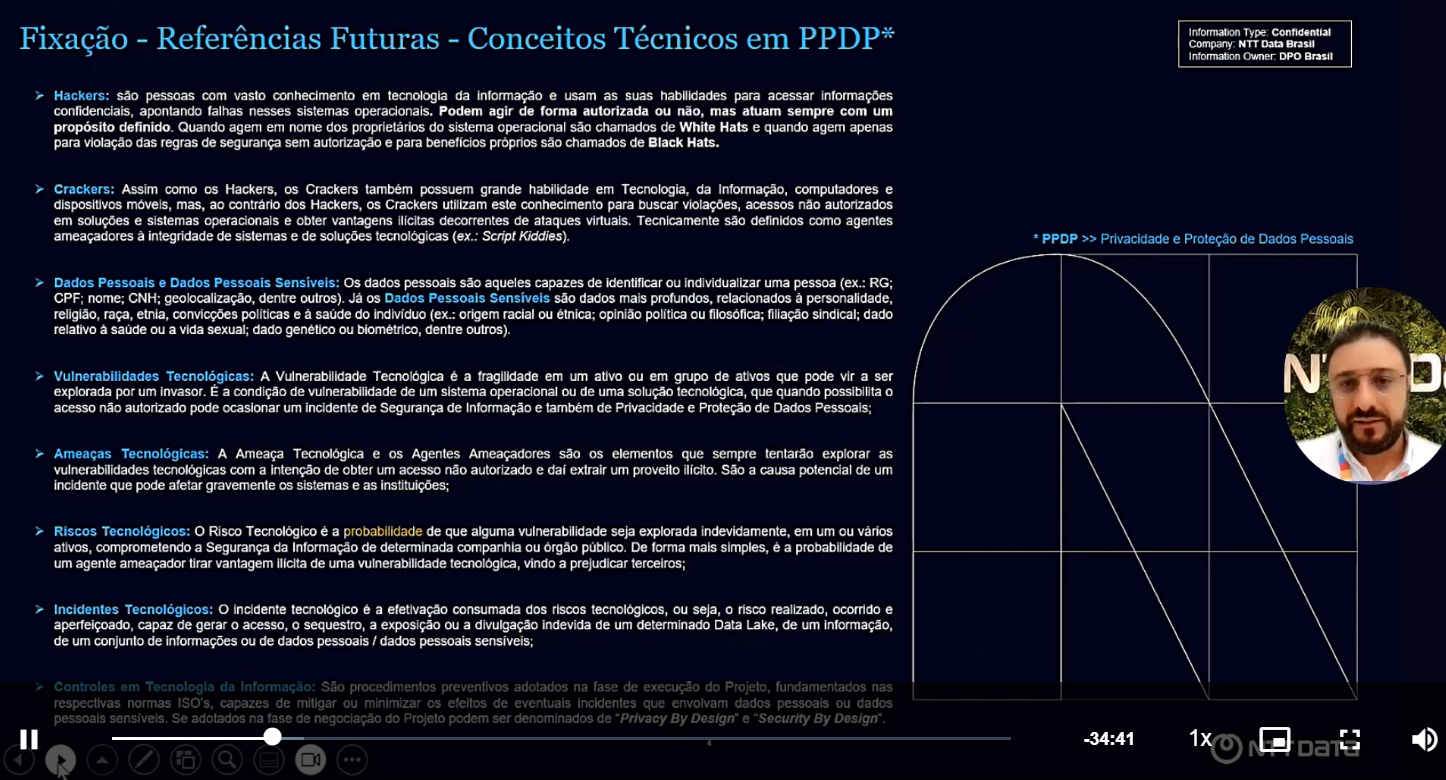 Fixação - Referências Futuras - Conceitos Técnicos em PPDP*
Information Type: Confidential
Company: NTT Data Brasil
Information Owner: DPO Brasil
➤ Hackers: são pessoas com vasto conhecimento em tecnologia da informação e usam as suas habilidades para acessar informações
confidenciais, apontando falhas nesses sistemas operacionais. Podem agir de forma autorizada ou não, mas atuam sempre com um
propósito definido. Quando agem em nome dos proprietários do sistema operacional são chamados de White Hats e quando agem apenas
para violação das regras de segurança sem autorização e para benefícios próprios são chamados de Black Hats.
➤ Crackers: Assim como os Hackers, os Crackers também possuem grande habilidade em Tecnologia, da Informação, computadores e
dispositivos móveis, mas, ao contrário dos Hackers, os Crackers utilizam este conhecimento para buscar violações, acessos não autorizados
em soluções e sistemas operacionais e obter vantagens ilícitas decorrentes de ataques virtuais. Tecnicamente são definidos como agentes
ameaçadores à integridade de sistemas e de soluções tecnológicas (ex.: Script Kiddies).
➤ Dados Pessoais e Dados Pessoais Sensíveis: Os dados pessoais são aqueles capazes de identificar ou individualizar uma pessoa (ex.: RG;
CPF; nome; CNH; geolocalização, dentre outros). Já os Dados Pessoais Sensíveis são dados mais profundos, relacionados à personalidade,
religião, raça, etnia, convicções políticas e à saúde do indivíduo (ex.: origem racial ou étnica; opinião política ou filosófica; filiação sindical; dado
relativo à saúde ou a vida sexual; dado genético ou biométrico, dentre outros).
➤ Vulnerabilidades Tecnológicas: A Vulnerabilidade Tecnológica é a fragilidade em um ativo ou em grupo de ativos que pode vir a ser
explorada por um invasor. É a condição de vulnerabilidade de um sistema operacional ou de uma solução tecnológica, que quando possibilita o
acesso não autorizado pode ocasionar um incidente de Segurança de Informação e também de Privacidade e Proteção de Dados Pessoais;
➤ Ameaças Tecnológicas: A Ameaça Tecnológica e os Agentes Ameaçadores são os elementos que sempre tentarão explorar as
vulnerabilidades tecnológicas com a intenção de obter um acesso não autorizado e daí extrair um proveito ilícito. São a causa potencial de um
incidente que pode afetar gravemente os sistemas e as instituições;
➤ Riscos Tecnológicos: O Risco Tecnológico é a probabilidade de que alguma vulnerabilidade seja explorada indevidamente, em um ou vários
ativos, comprometendo a Segurança da Informação de determinada companhia ou órgão público. De forma mais simples, é a probabilidade de
um agente ameaçador tirar vantagem ilícita de uma vulnerabilidade tecnológica, vindo a prejudicar terceiros;
➤ Incidentes Tecnológicos: O incidente tecnológico é a efetivação consumada dos riscos tecnológicos, ou seja, o risco realizado, ocorrido e
aperfeiçoado, capaz de gerar o acesso, o sequestro, a exposição ou a divulgação indevida de um determinado Data Lake, de um informação,
de um conjunto de informações ou de dados pessoais / dados pessoais sensíveis;
➤ Controles em Tecnologia da Informação: São procedimentos preventivos adotados na fase de execução do Projeto, fundamentados nas
respectivas normas ISO's, capazes de mitigar ou minimizar os efeitos de eventuais incidentes que envolvam dados pessoais ou dados
pessoais sensíveis. Se adotados na fase de negociação do Projeto podem ser denominados de "Privacy By Design" e "Security By Design".
* PPDP >> Privacidade e Proteção de Dados Pessoais
NTT Da
4
-34:41
1x
NTT DATA